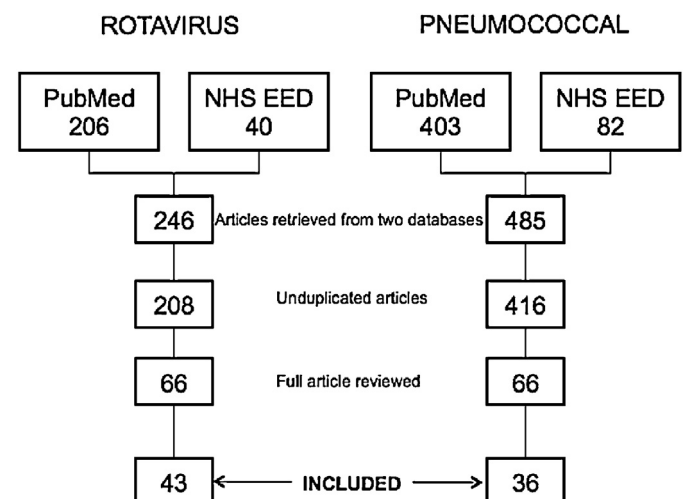 ROTAVIRUS PNEUMOCOCCAL
PubMed NHS EED PubMed NHS EED
206 40 403 82
246 Articles retrieved from two databases 485
208 Unduplicated articles 416
66 Full article reviewed 66
43 INCLUDED 36